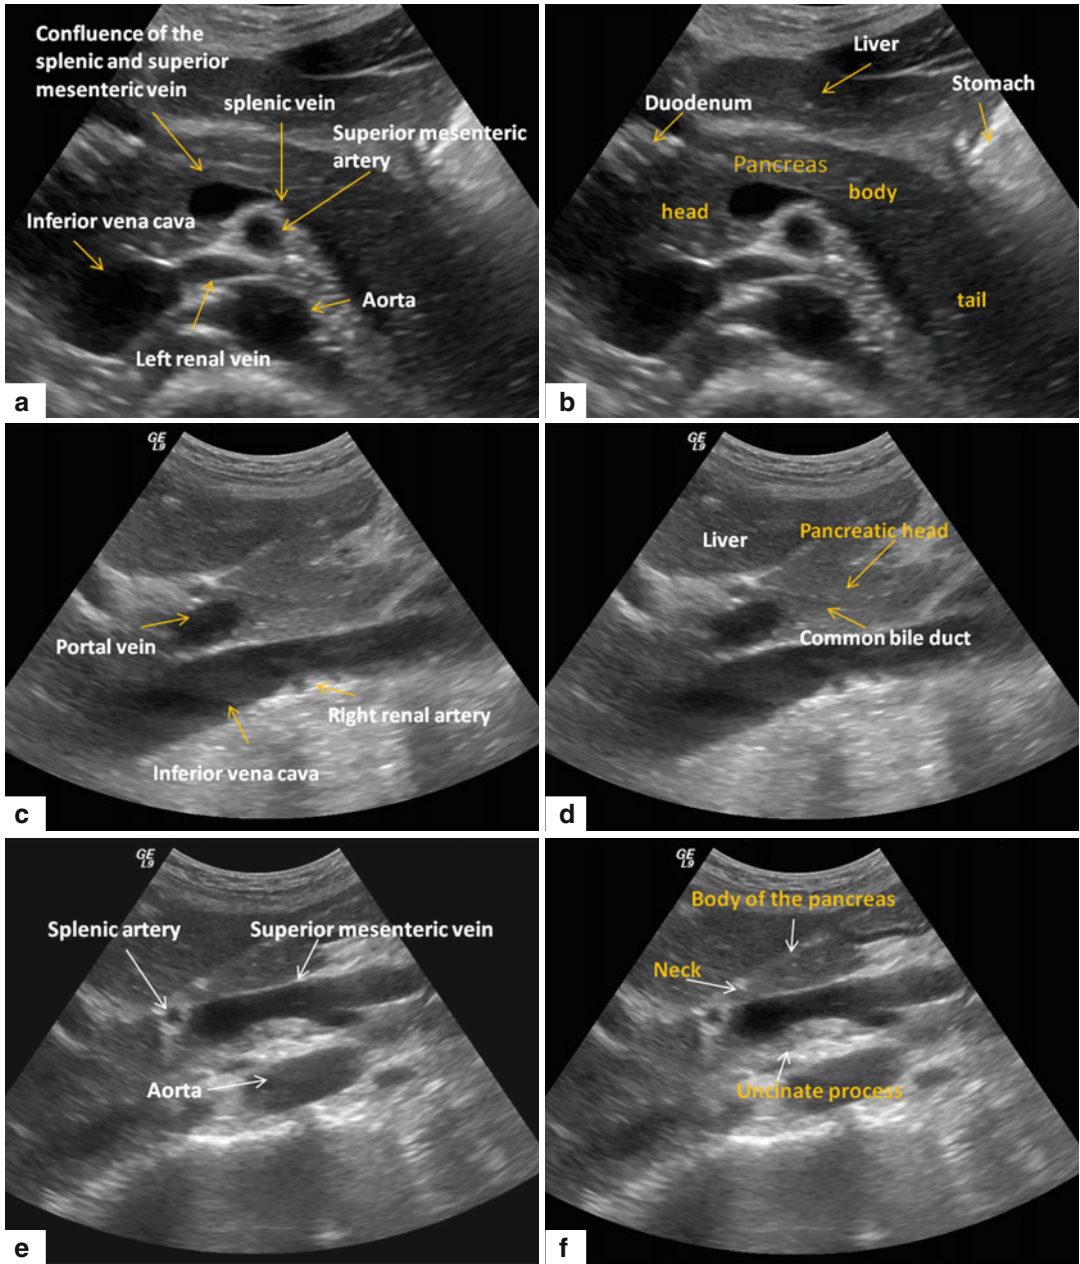 Confluence of the
splenic and superior
mesenteric vein
splenic vein
Superior mesenteric
artery
Inferior vena cava
Aorta
Left renal vein
a
Liver
Stomach
Duodenum
Pancreas
body
head
tail
b
GE
L9
Portal vein
Right renal artery
Inferior vena cava
c
GE
L9
Liver
Pancreatic head
Common bile duct
d
GE
L9
Splenic artery
Superior mesenteric vein
Aorta
e
GE
L9
Body of the pancreas
Neck
Uncinate process
f